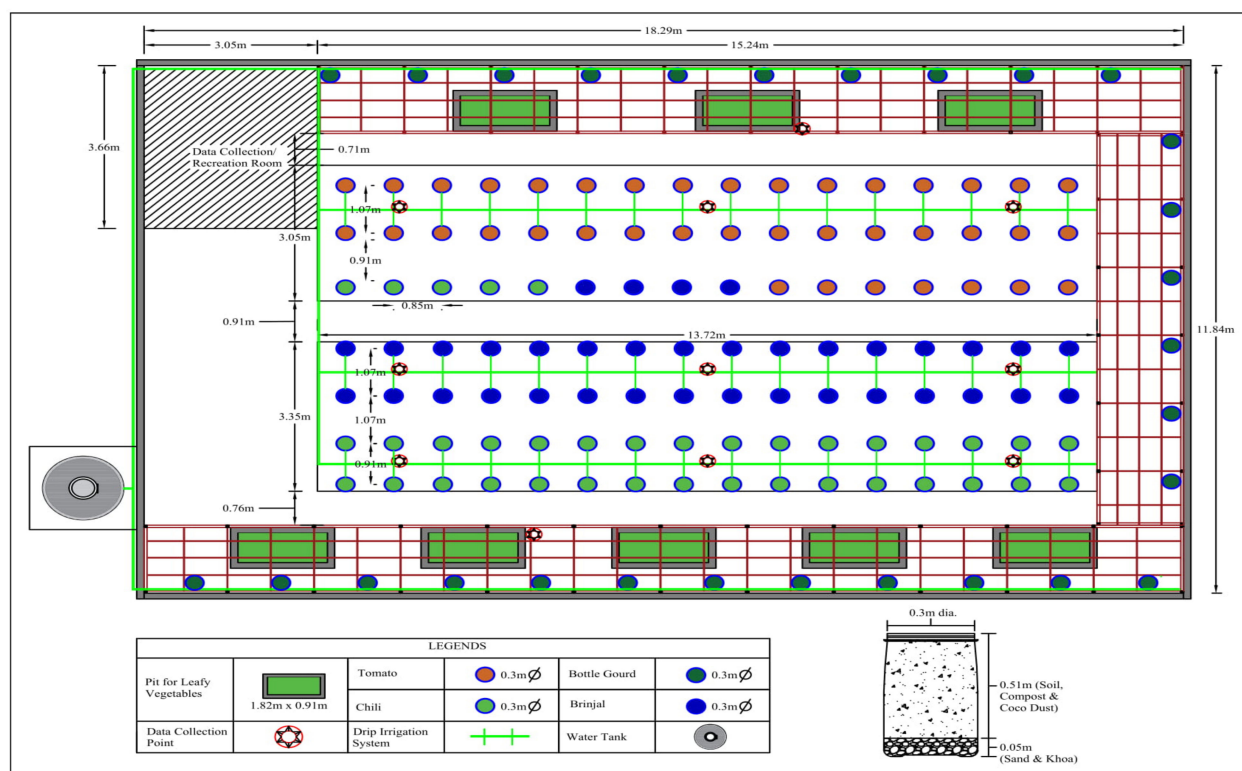 18.29m
3.05m
15.24m
3.66m
Data Collection/
Recreation Room
0.71m
1.07m
3.05m
0.91m
0.85m
0.91m
13.72m
11.84m
1.07m
3.35m
1.07m
0.91m
0.76m
LEGENDS
Pit for Leafy
Vegetables
1.82m x 0.91m
Tomato
0.3m Ø
Bottle Gourd
0.3m Ø
Chili
0.3m Ø
Brinjal
0.3m Ø
Data Collection
Point
Drip Irrigation
System
Water Tank
0.3m dia.
0.51m (Soil,
Compost &
Coco Dust)
0.05m
(Sand & Khoa)